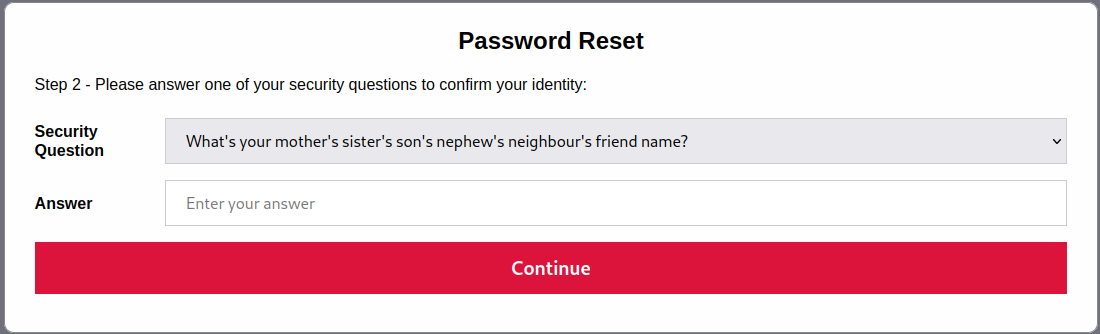 Password Reset
Step 2 - Please answer one of your security questions to confirm your identity:
Security
Question
What's your mother's sister's son's nephew's neighbour's friend name?
Answer
Enter your answer
Continue